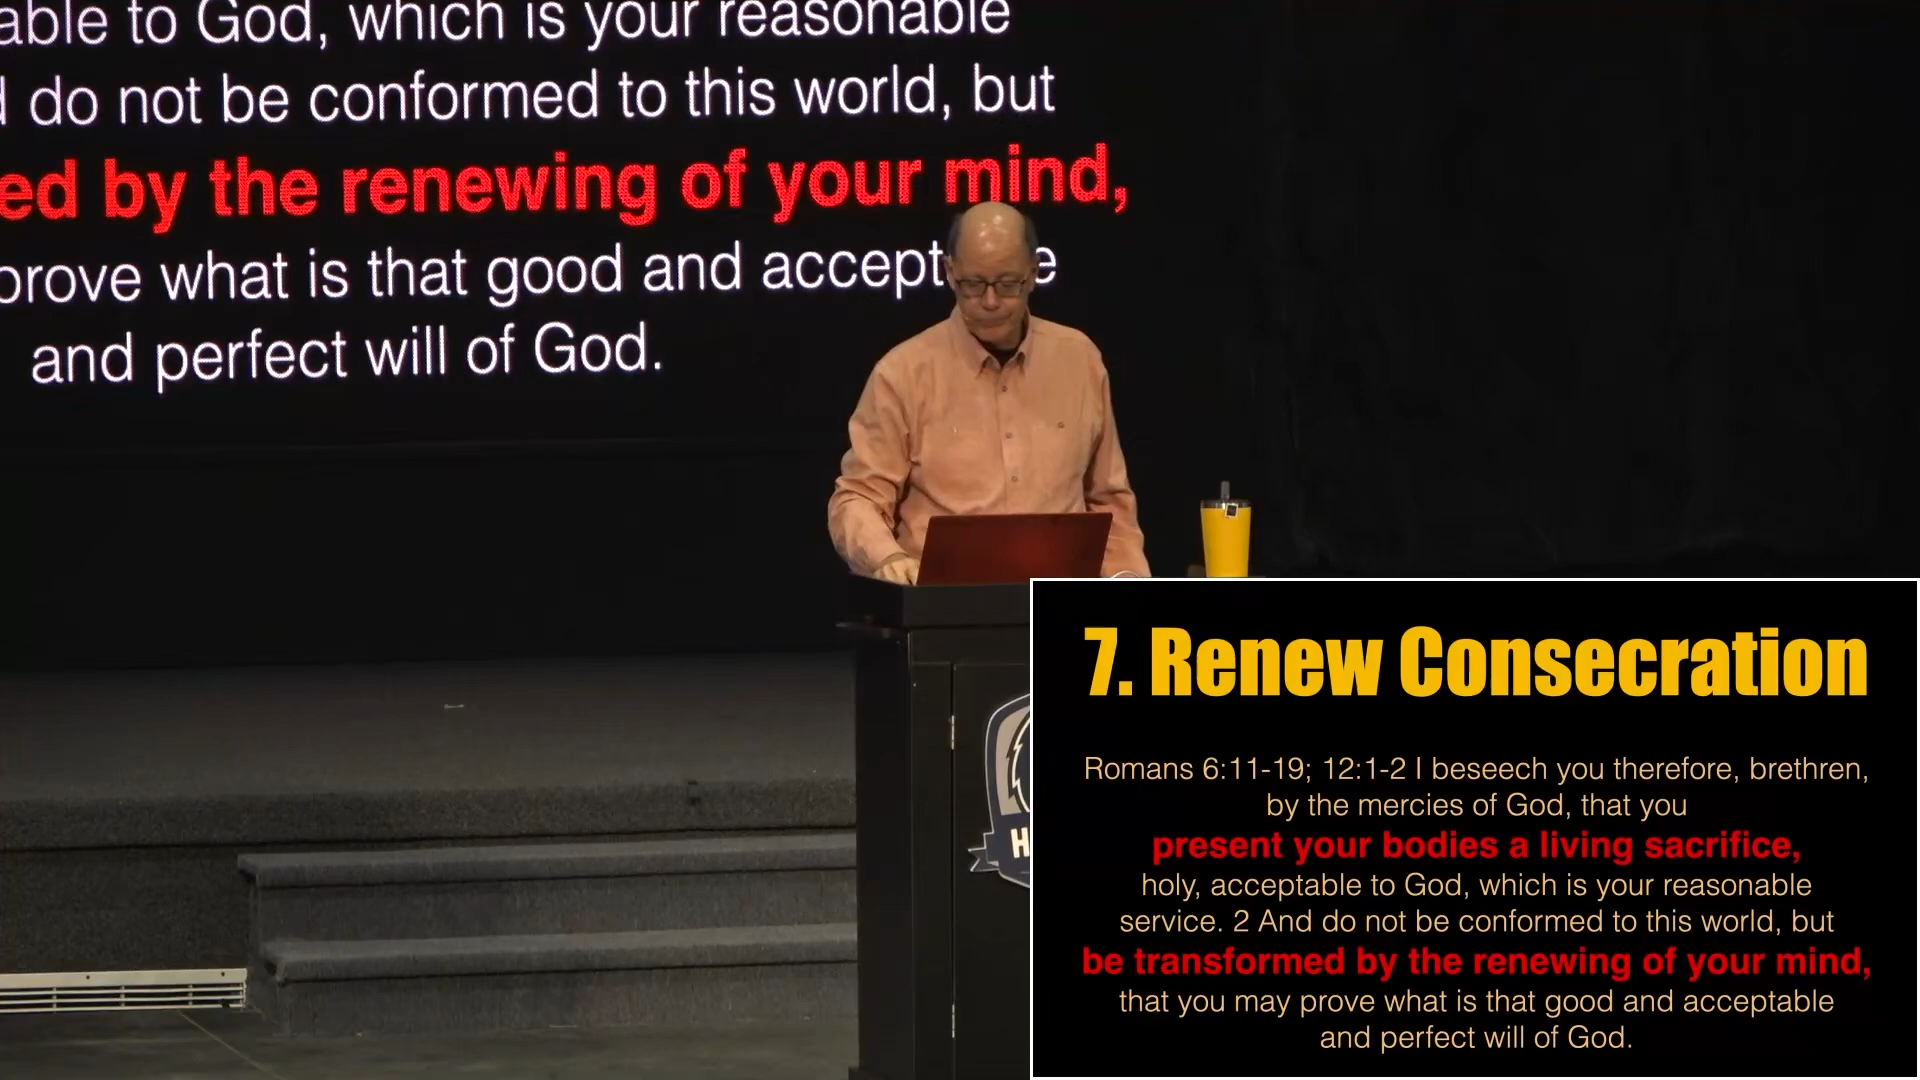 able to God, which is your reasonable
do not be conformed to this world, but
ed by the renewing of your mind,
prove what is that good and accept e
and perfect will of God.
H
7. Renew Consecration
Romans 6:11-19; 12:1-2 I beseech you therefore, brethren,
by the mercies of God, that you
present your bodies a living sacrifice,
holy, acceptable to God, which is your reasonable
service. 2 And do not be conformed to this world, but
be transformed by the renewing of your mind,
that you may prove what is that good and acceptable
and perfect will of God.